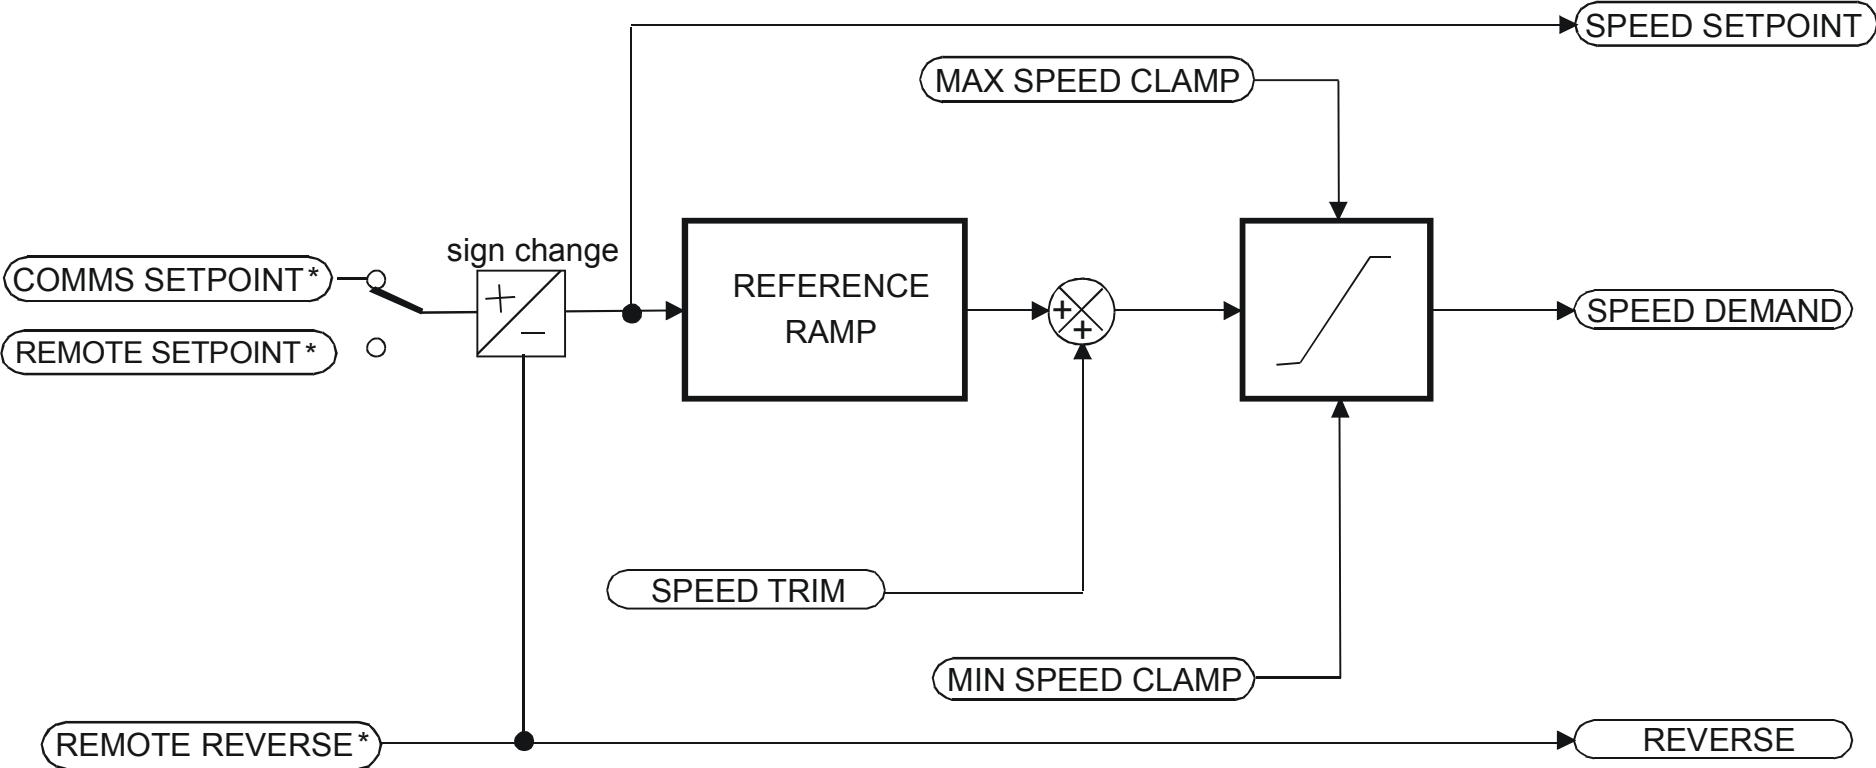 SPEED SETPOINT
MAX SPEED CLAMP
sign change
COMMS SETPOINT*
REMOTE SETPOINT*
+
–
REFERENCE
RAMP
+
+
SPEED DEMAND
SPEED TRIM
MIN SPEED CLAMP
REMOTE REVERSE*
REVERSE